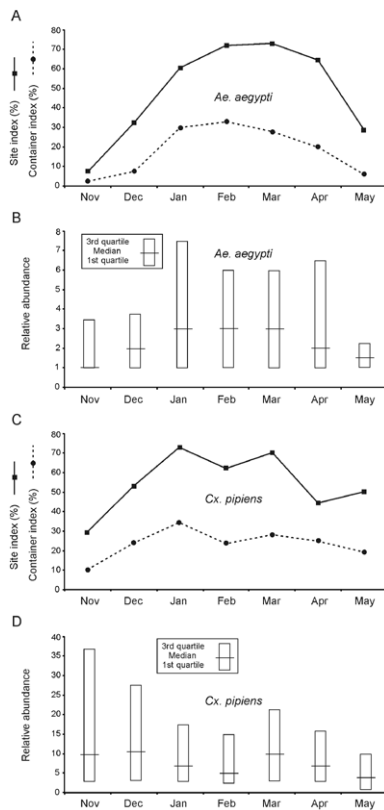 A
Site index (%)
Container index (%)
80
70
60
50
40
30
20
10
0
Ae. aegypti
Nov Dec Jan Feb Mar Apr May
B
Relative abundance
8
7
6
5
4
3
2
1
0
3rd quartile
Median
1st quartile
Ae. aegypti
Nov Dec Jan Feb Mar Apr May
C
Site index (%)
Container index (%)
80
70
60
50
40
30
20
10
0
Cx. pipiens
Nov Dec Jan Feb Mar Apr May
D
Relative abundance
40
35
30
25
20
15
10
5
0
3rd quartile
Median
1st quartile
Cx. pipiens
Nov Dec Jan Feb Mar Apr May